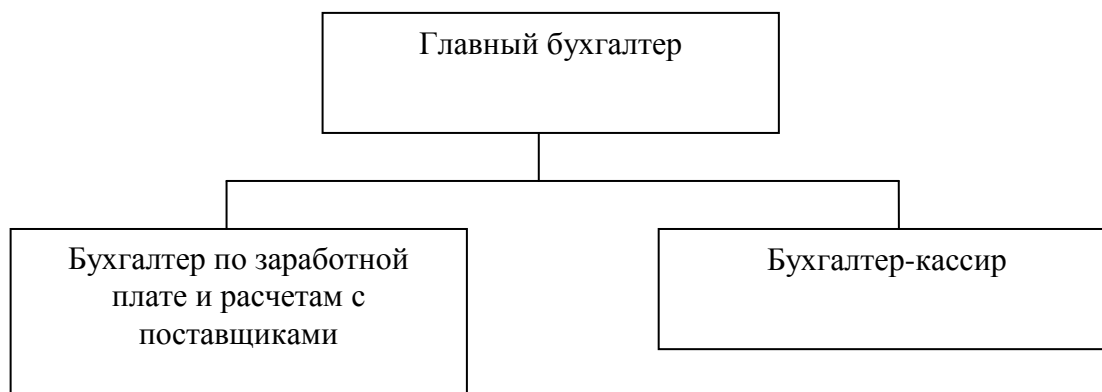 Главный бухгалтер
Бухгалтер по заработной
плате и расчетам с
поставщиками
Бухгалтер-кассир